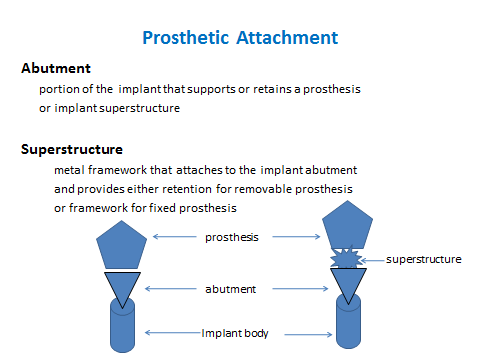 Prosthetic Attachment
Abutment
portion of the implant that supports or retains a prosthesis
or implant superstructure
Superstructure
metal framework that attaches to the implant abutment
and provides either retention for removable prosthesis
or framework for fixed prosthesis
prosthesis
superstructure
abutment
Implant body